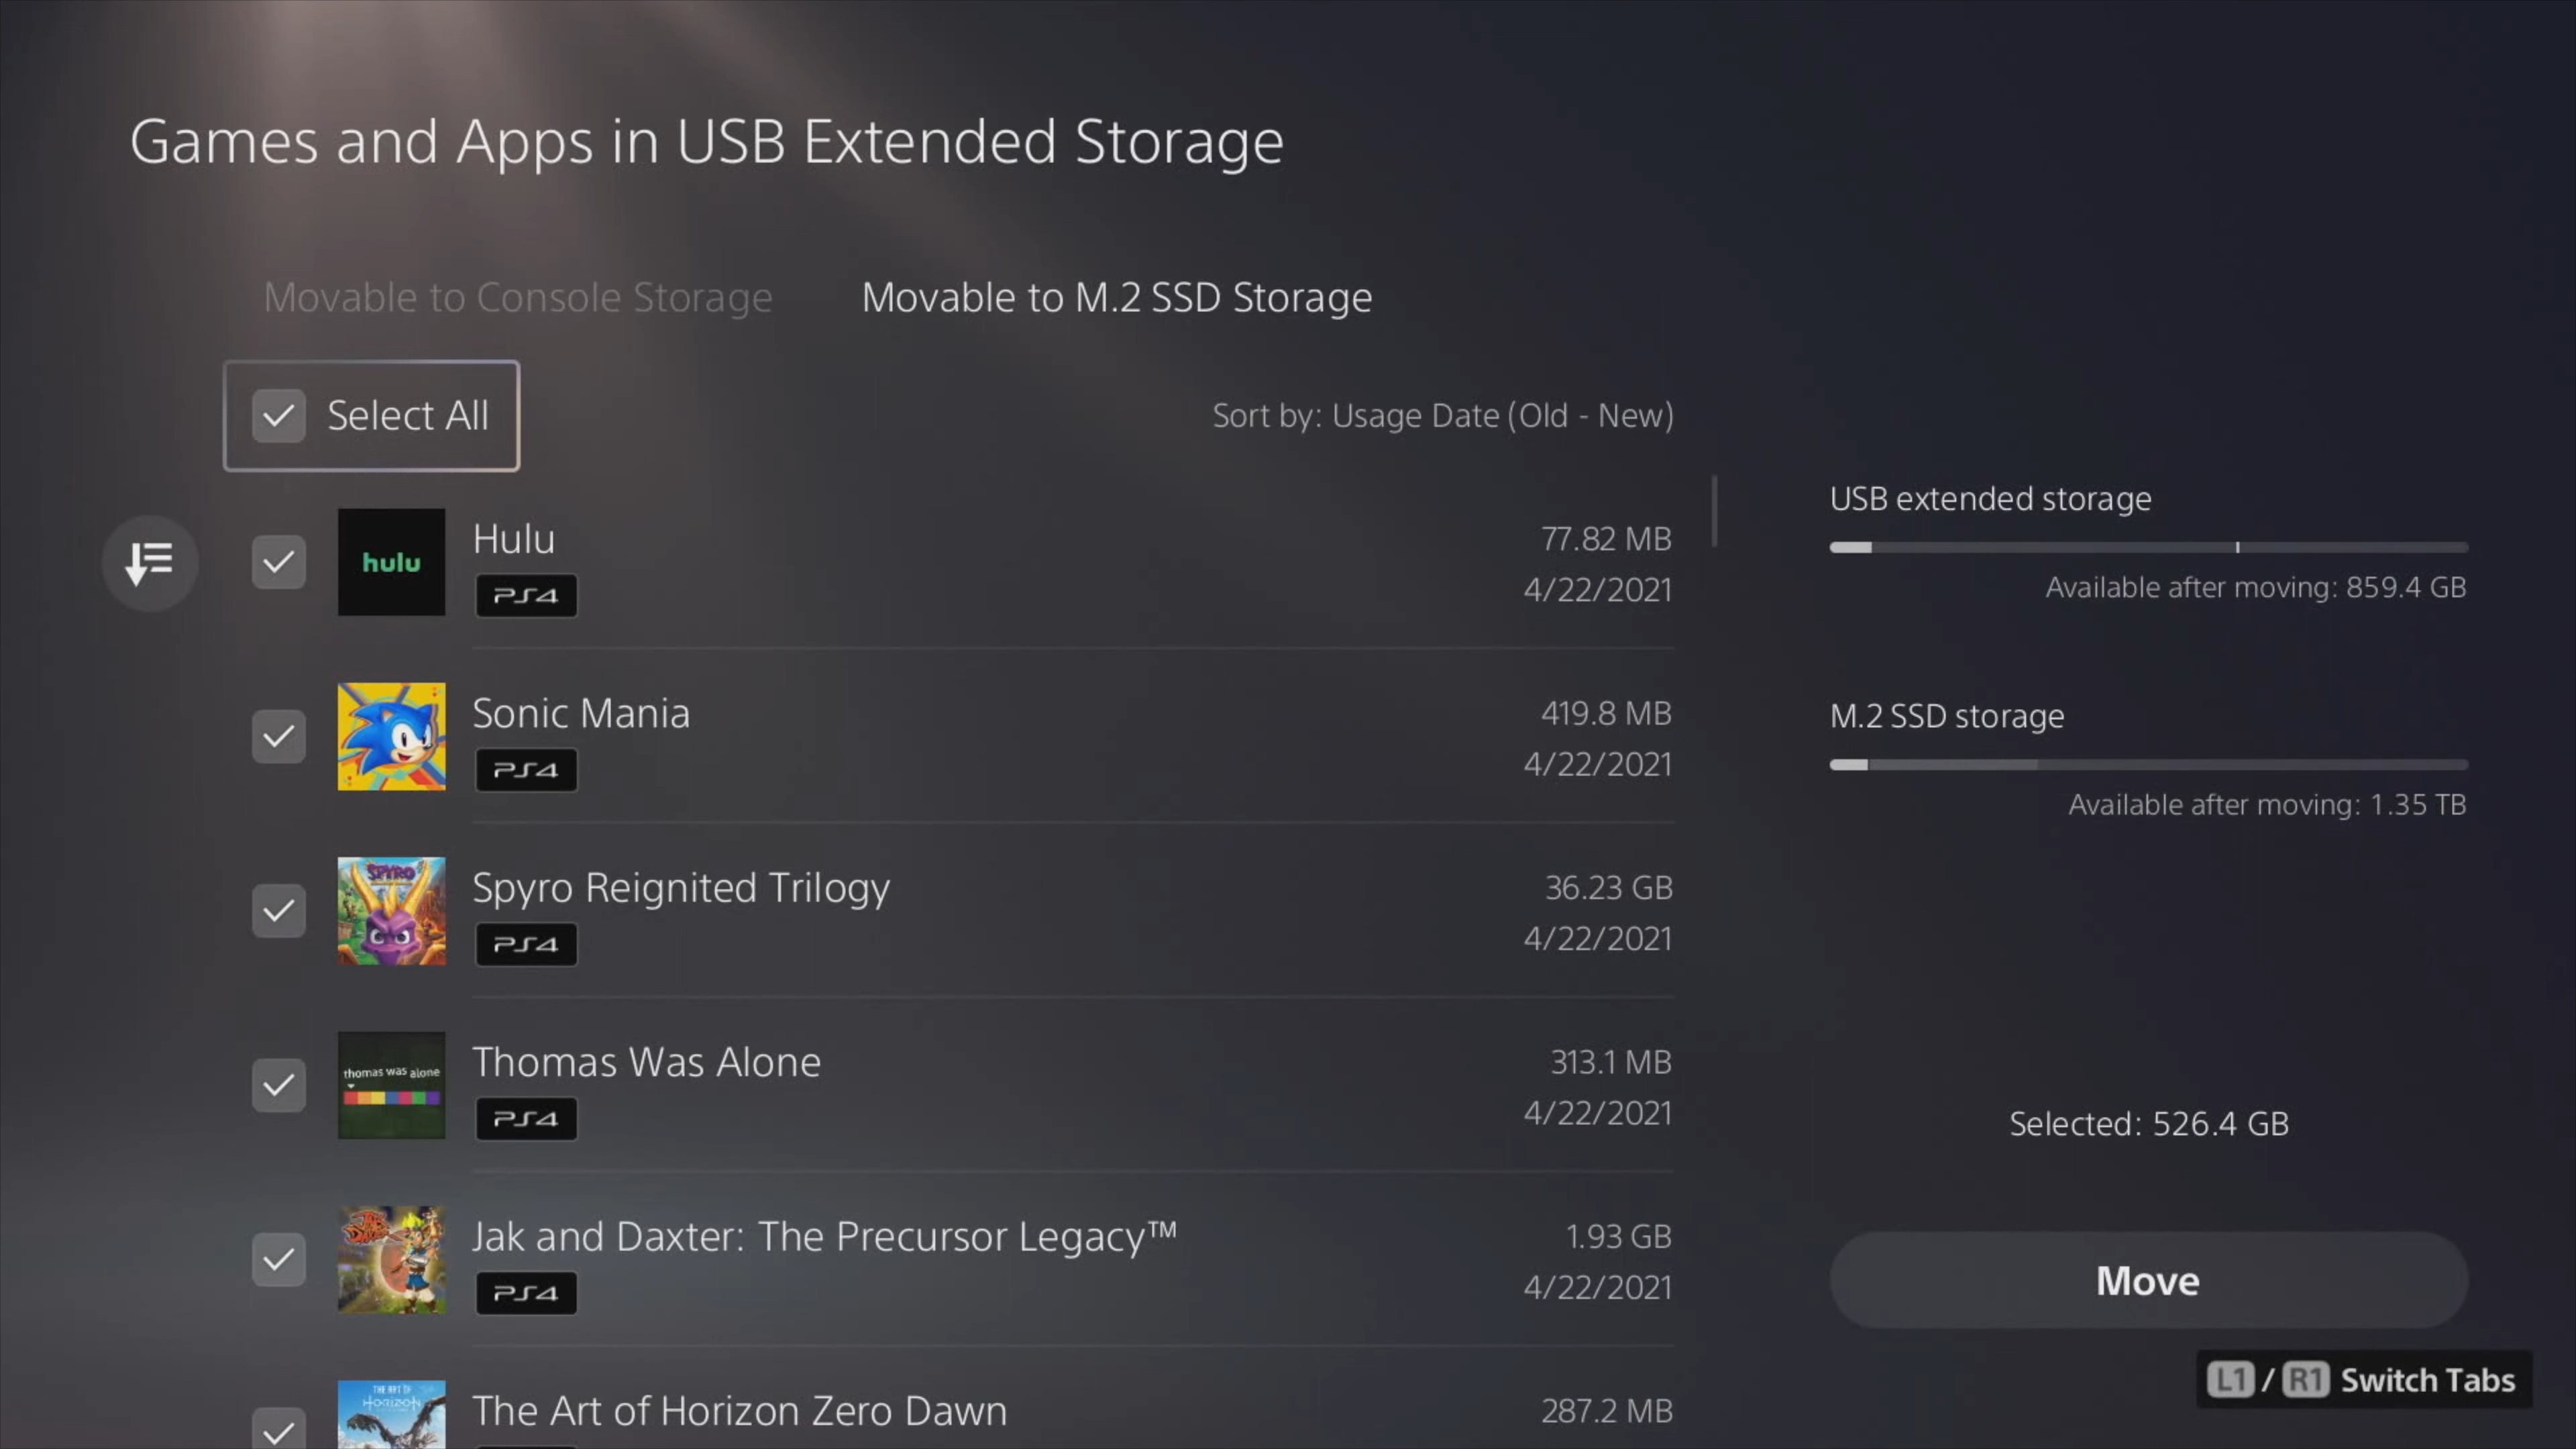 Games and Apps in USB Extended Storage
Movable to Console Storage
Movable to M.2 SSD Storage
Select All
Sort by: Usage Date (Old - New)
hulu
Hulu
PS4
77.82 MB
4/22/2021
Sonic Mania
PS4
419.8 MB
4/22/2021
SPYRO
Spyro Reignited Trilogy
PS4
36.23 GB
4/22/2021
thomas was alone
Thomas Was Alone
PS4
313.1 MB
4/22/2021
Jak and Daxter: The Precursor Legacy™
PS4
1.93 GB
4/22/2021
THE ART OF
HORIZON
The Art of Horizon Zero Dawn
287.2 MB
USB extended storage
Available after moving: 859.4 GB
M.2 SSD storage
Available after moving: 1.35 TB
Selected: 526.4 GB
Move
L1 / R1 Switch Tabs